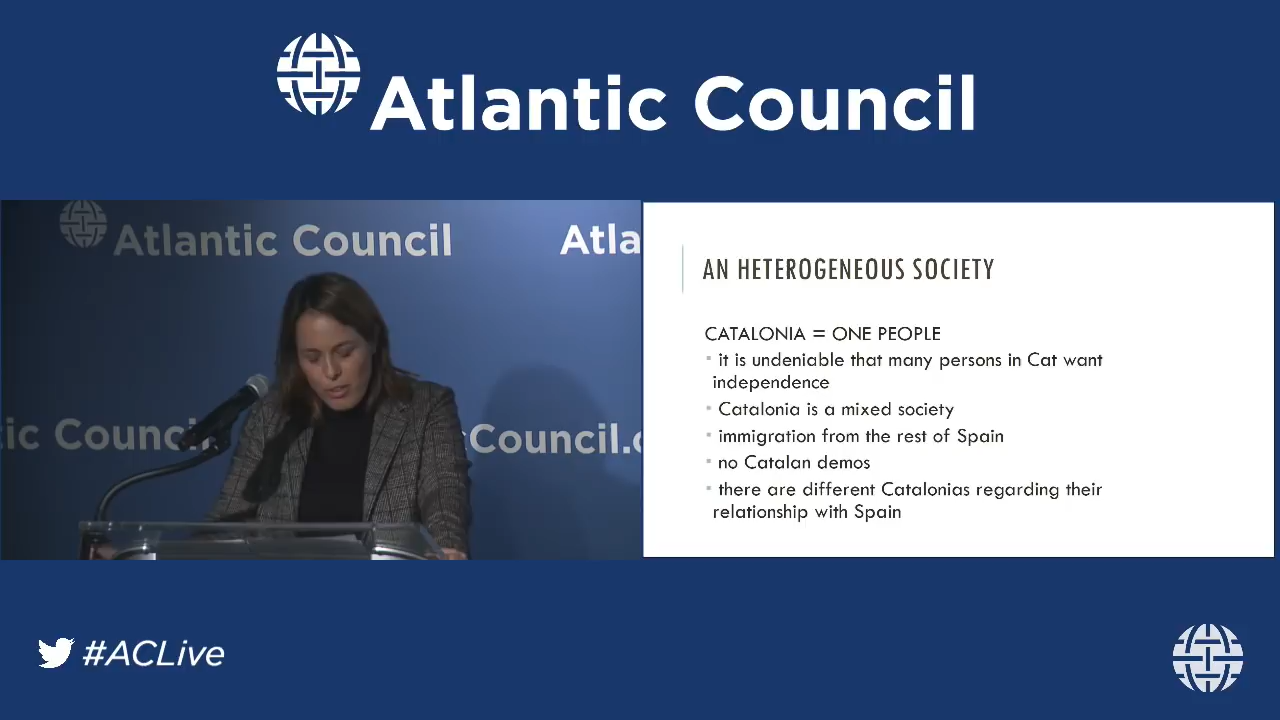 Atlantic Council
Atlantic Council
Atla
ic Counci
cCouncil.
AN HETEROGENEOUS SOCIETY
CATALONIA = ONE PEOPLE
it is undeniable that many persons in Cat want
independence
Catalonia is a mixed society
immigration from the rest of Spain
no Catalan demos
there are different Catalonias regarding their
relationship with Spain
#ACLive